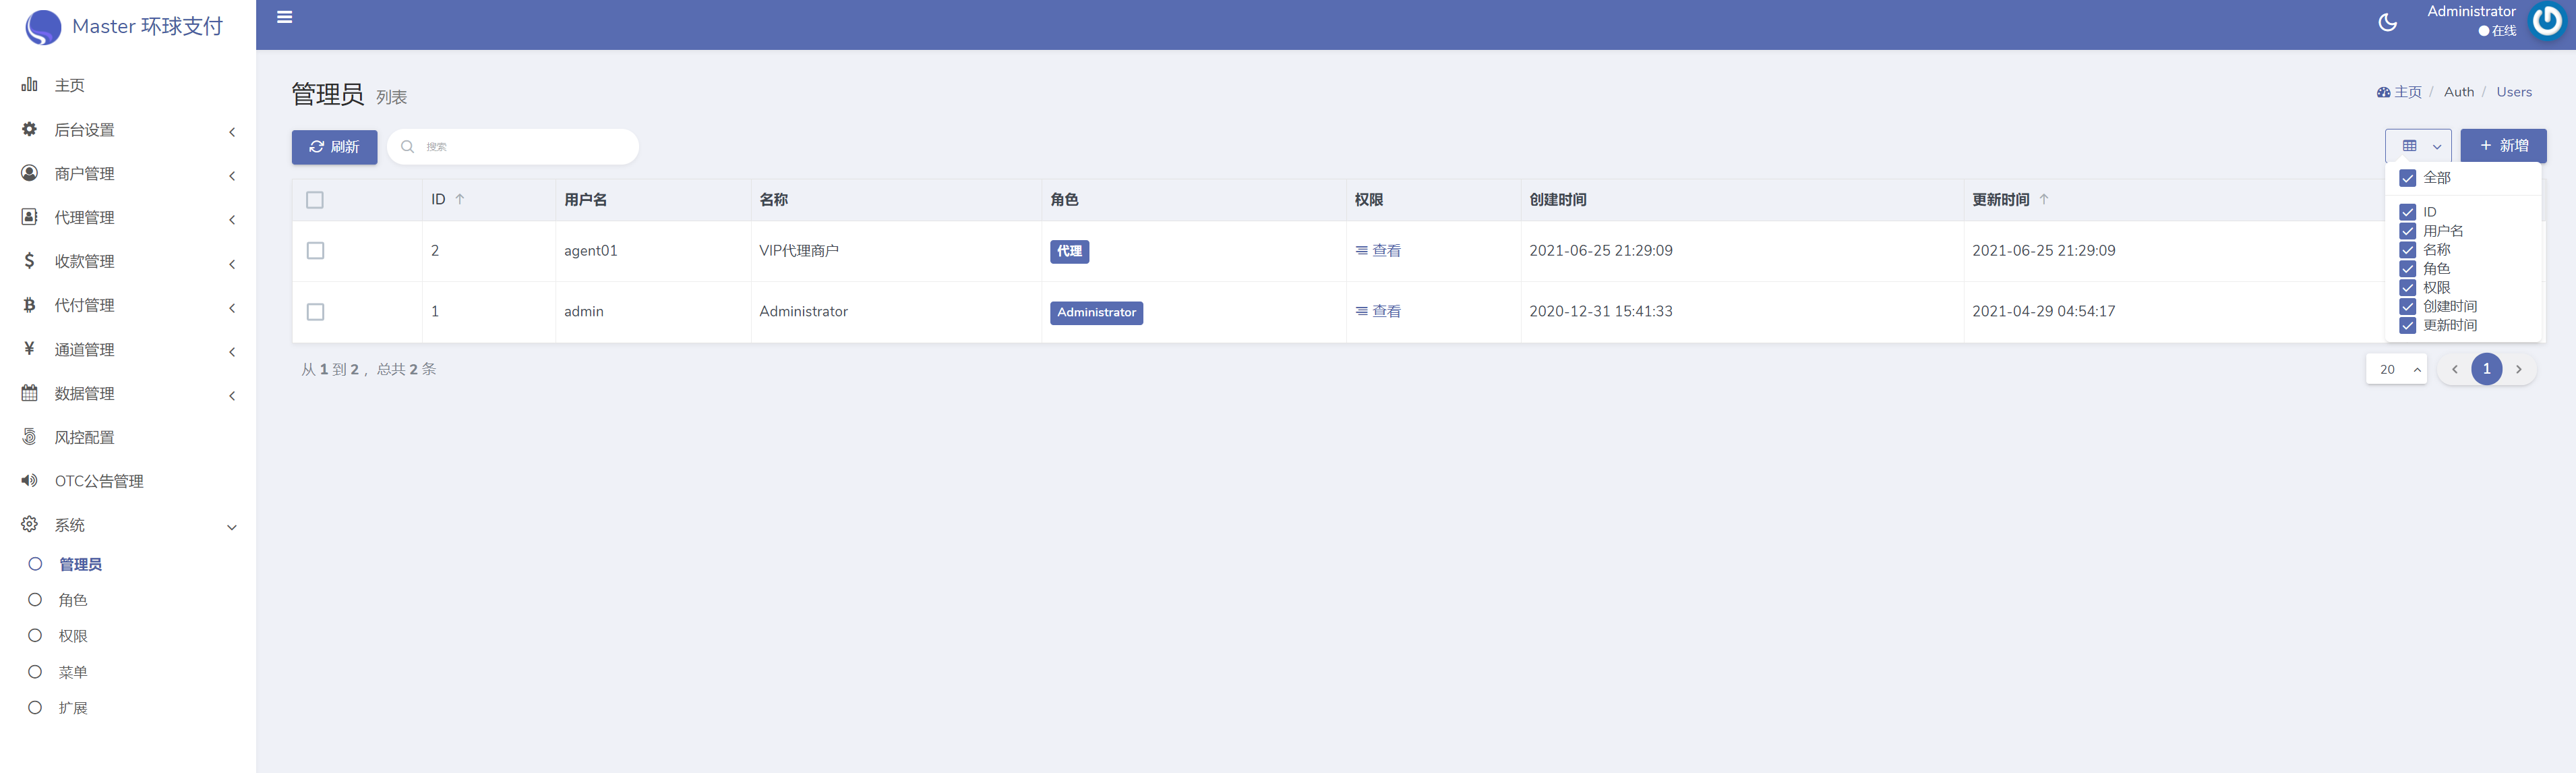 Master 环球支付
Administrator
在线
主页
后台设置
商户管理
代理管理
收款管理
代付管理
通道管理
数据管理
风控配置
OTC公告管理
系统
管理员
角色
权限
菜单
扩展
管理员 列表
主页 / Auth / Users
刷新
搜索
新增
全部
ID
用户名
名称
角色
权限
创建时间
更新时间
ID 用户名 名称 角色 权限 创建时间 更新时间
2 agent01 VIP代理商户 代理 查看 2021-06-25 21:29:09 2021-06-25 21:29:09
1 admin Administrator Administrator 查看 2020-12-31 15:41:33 2021-04-29 04:54:17
从 1 到 2 ，总共 2 条
20
1